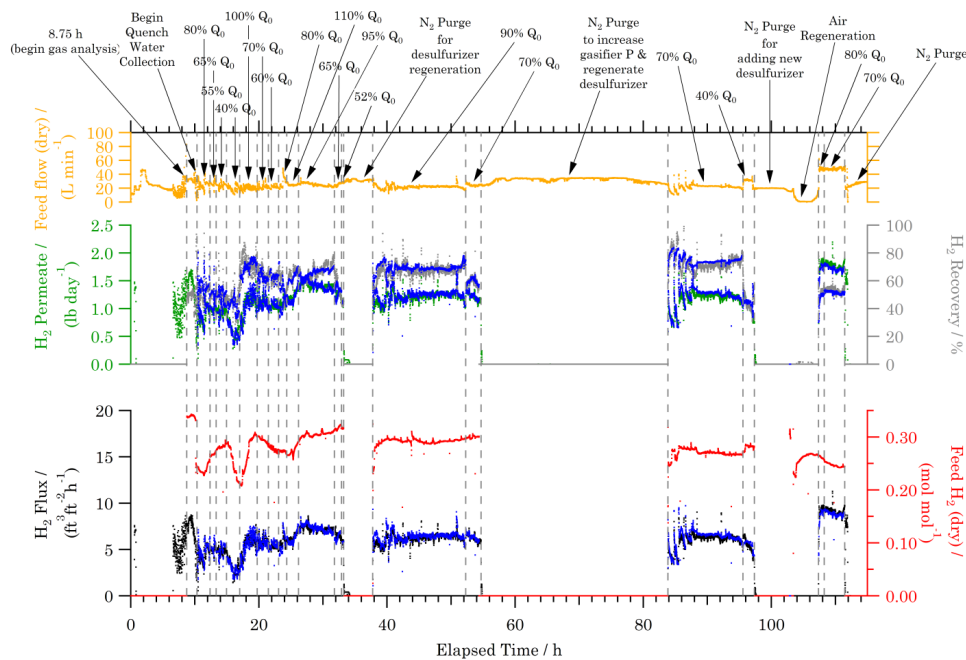 8.75 h
(begin gas analysis)
Begin
Quench
Water
Collection
80% Q0
65% Q0
55% Q0
40% Q0
100% Q0
70% Q0
60% Q0
80% Q0
110% Q0
95% Q0
65% Q0
52% Q0
N2 Purge
for
desulfurizer
regeneration
90% Q0
70% Q0
N2 Purge
to increase
gasifier P &
regenerate
desulfurizer
70% Q0
40% Q0
N2 Purge
for
adding new
desulfurizer
Air
Regeneration
80% Q0
70% Q0
N2 Purge
Feed flow (dry) /
(L min-1)
100
80
60
40
20
0
H2 Permeate /
(lb day-1)
2.5
2.0
1.5
1.0
0.5
0.0
100
80
60
40
20
0
H2 Recovery / %
H2 Flux /
(ft3 ft-2 h-1)
20
15
10
5
0
0.30
0.20
0.10
0.00
Feed H2 (dry) /
(mol mol-1)
0
20
40
60
80
100
Elapsed Time / h